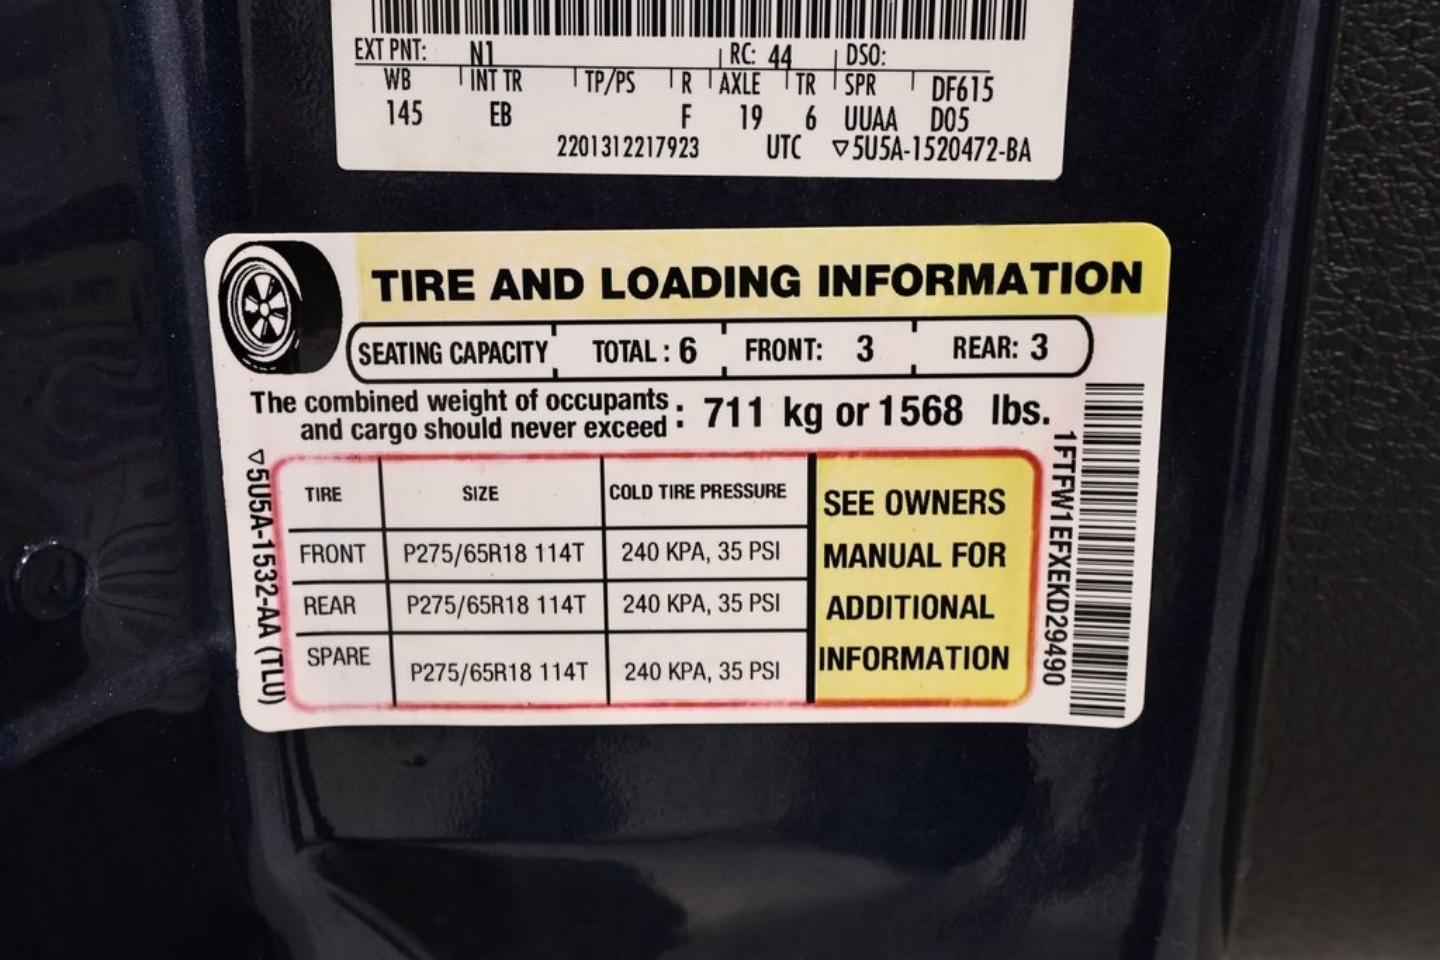 EXT PNT: N1 RC: 44 DSO:
WB INT TR TP/PS R AXLE TR SPR DF615
145 EB F 19 6 UUAA D05
2201312217923 UTC ▽5U5A-1520472-BA
TIRE AND LOADING INFORMATION
SEATING CAPACITY TOTAL : 6 FRONT: 3 REAR: 3
The combined weight of occupants
and cargo should never exceed : 711 kg or 1568 lbs.
TIRE SIZE COLD TIRE PRESSURE
FRONT P275/65R18 114T 240 KPA, 35 PSI
REAR P275/65R18 114T 240 KPA, 35 PSI
SPARE P275/65R18 114T 240 KPA, 35 PSI
SEE OWNERS
MANUAL FOR
ADDITIONAL
INFORMATION
▽5U5A-1532-AA (TLU)
1FTFW1EFXEKD29490